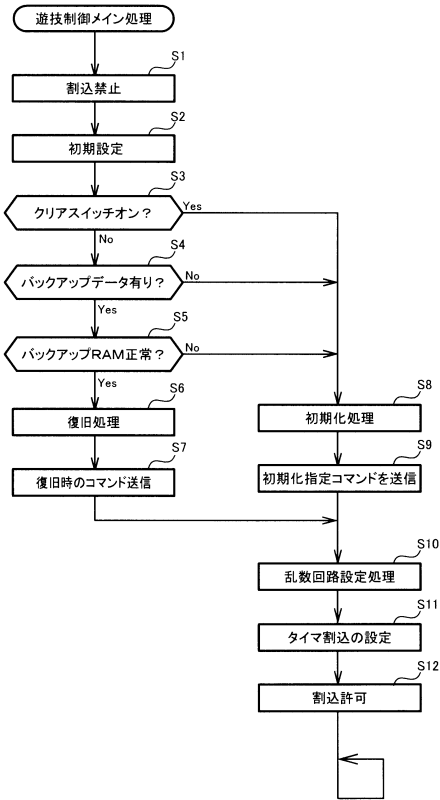 遊技制御メイン処理
S1
割込禁止
S2
初期設定
S3
クリアスイッチオン？
Yes
No
S4
バックアップデータ有り？
No
Yes
S5
バックアップRAM正常？
No
Yes
S6
復旧処理
S7
復旧時のコマンド送信
S8
初期化処理
S9
初期化指定コマンドを送信
S10
乱数回路設定処理
S11
タイマ割込の設定
S12
割込許可